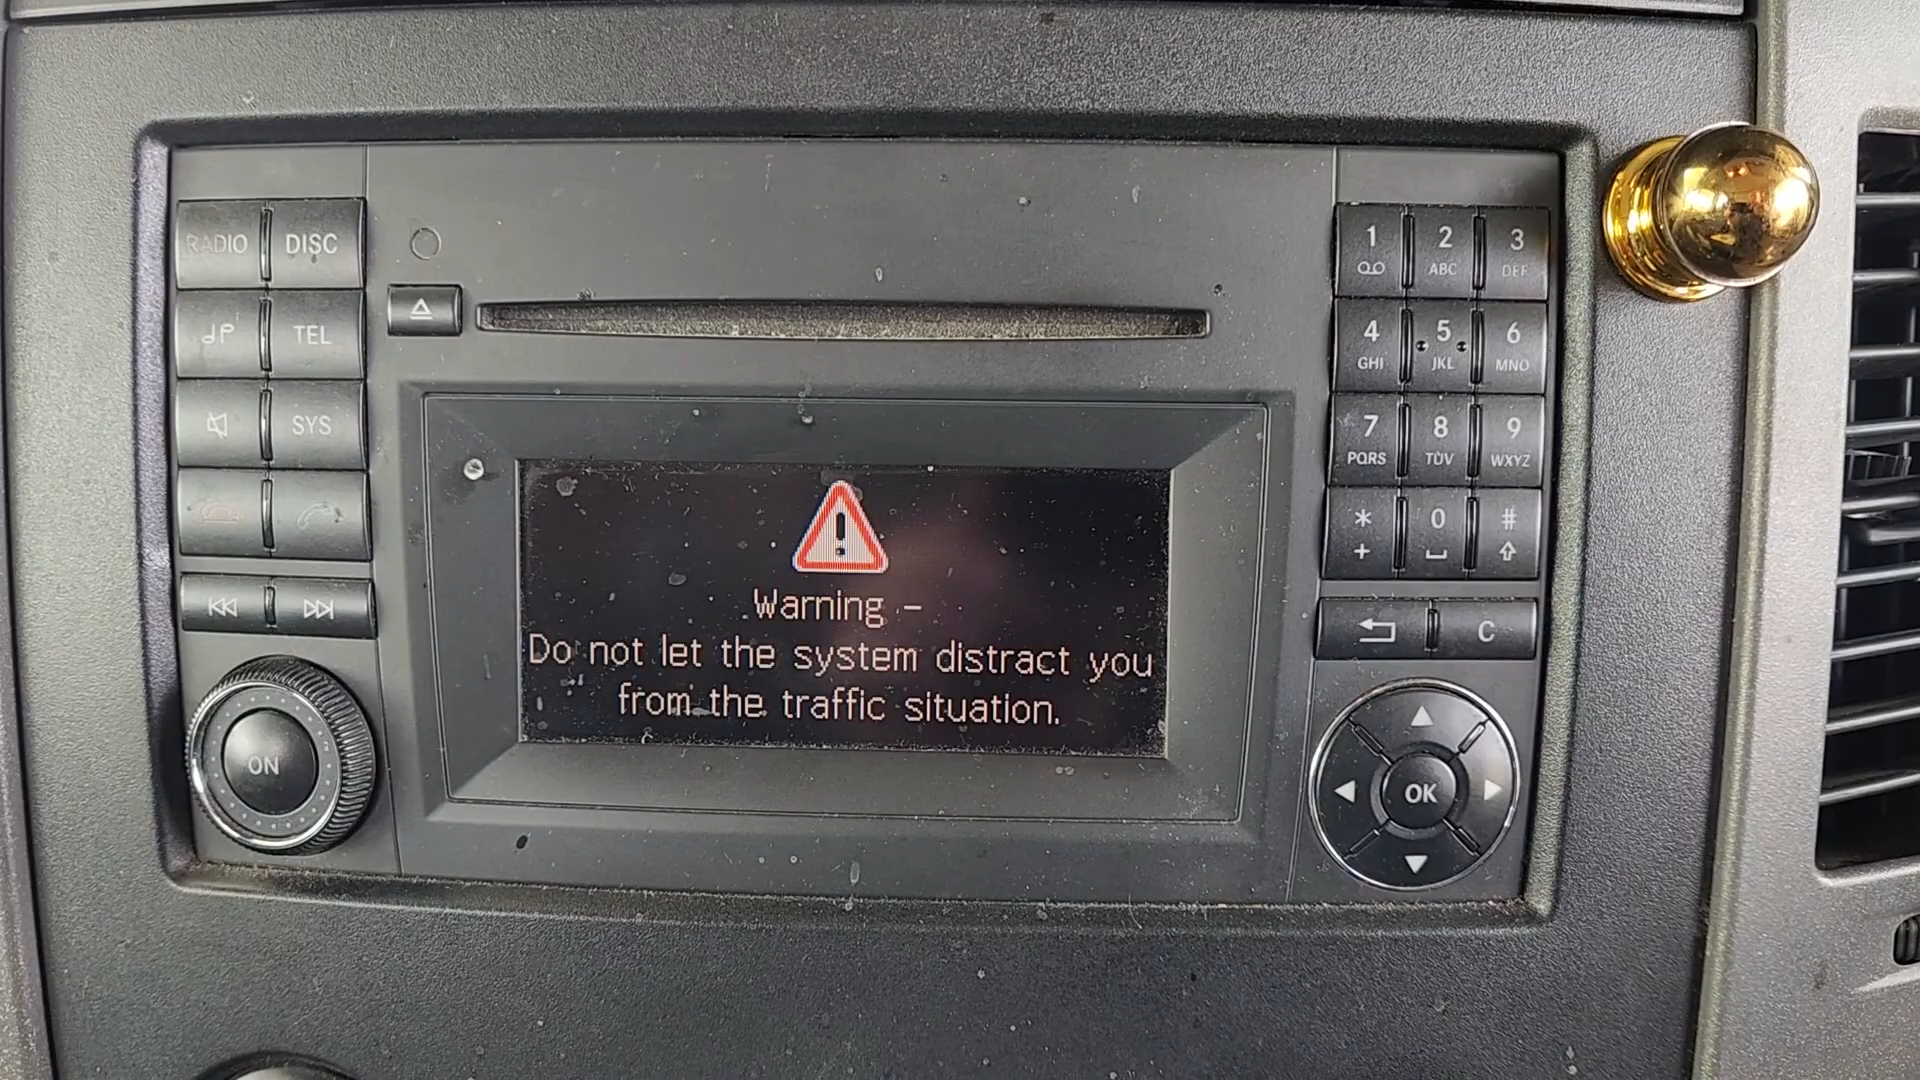 RADIO DISC
TEL
SYS
ON
Warning –
Do not let the system distract you
from the traffic situation.
1 2 3
ABC DEF
4 5 6
GHI JKL MNO
7 8 9
PQRS TUV WXYZ
* 0 #
+
C
OK